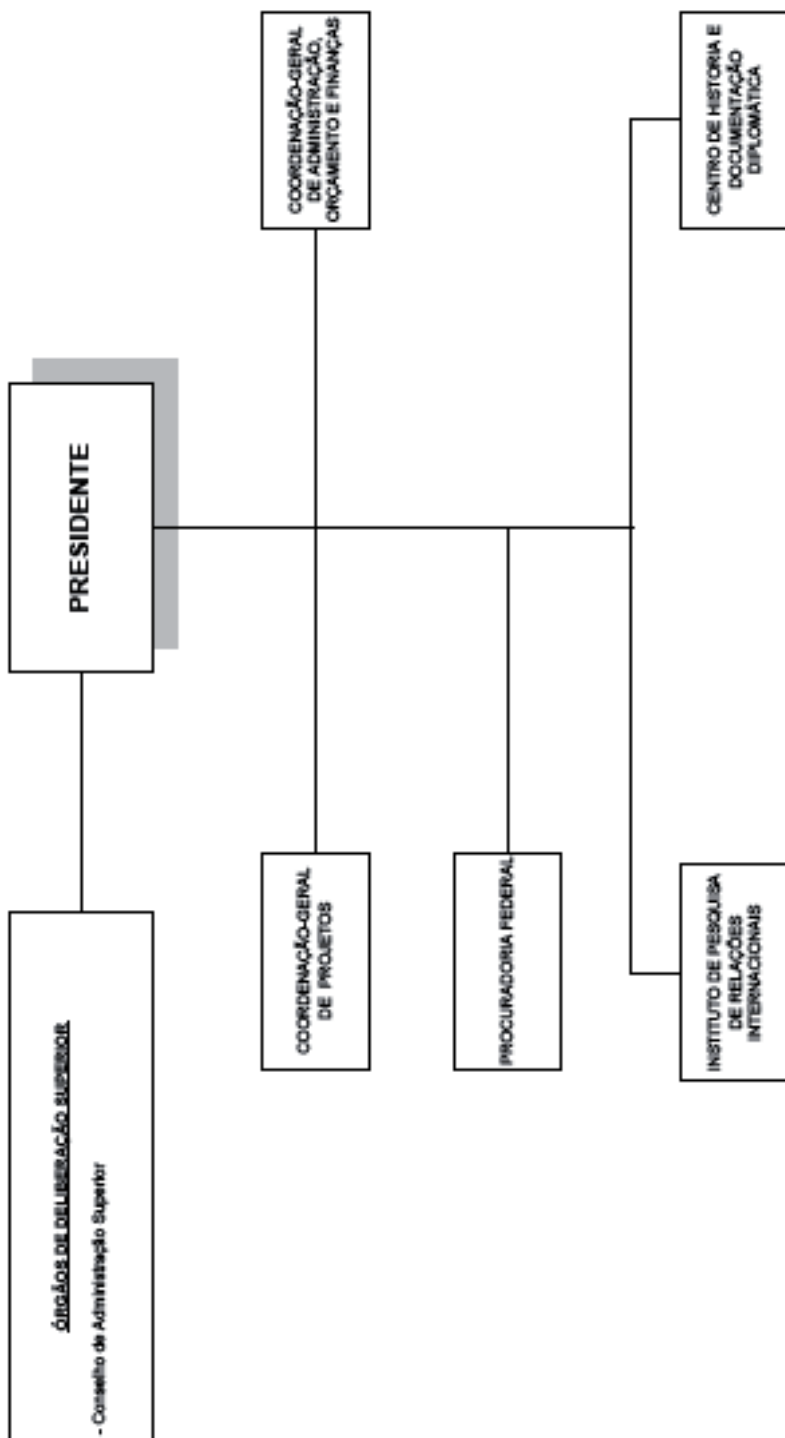 ÓRGÃOS DE DELIBERAÇÃO SUPERIOR
- Conselho de Administração Superior
PRESIDENTE
COORDENAÇÃO-GERAL
DE PROJETOS
COORDENAÇÃO-GERAL
DE ADMINISTRAÇÃO,
ORÇAMENTO E FINANÇAS
PROCURADORIA FEDERAL
INSTITUTO DE PESQUISA
DE RELAÇÕES
INTERNACIONAIS
CENTRO DE HISTORIA E
DOCUMENTAÇÃO
DIPLOMÁTICA